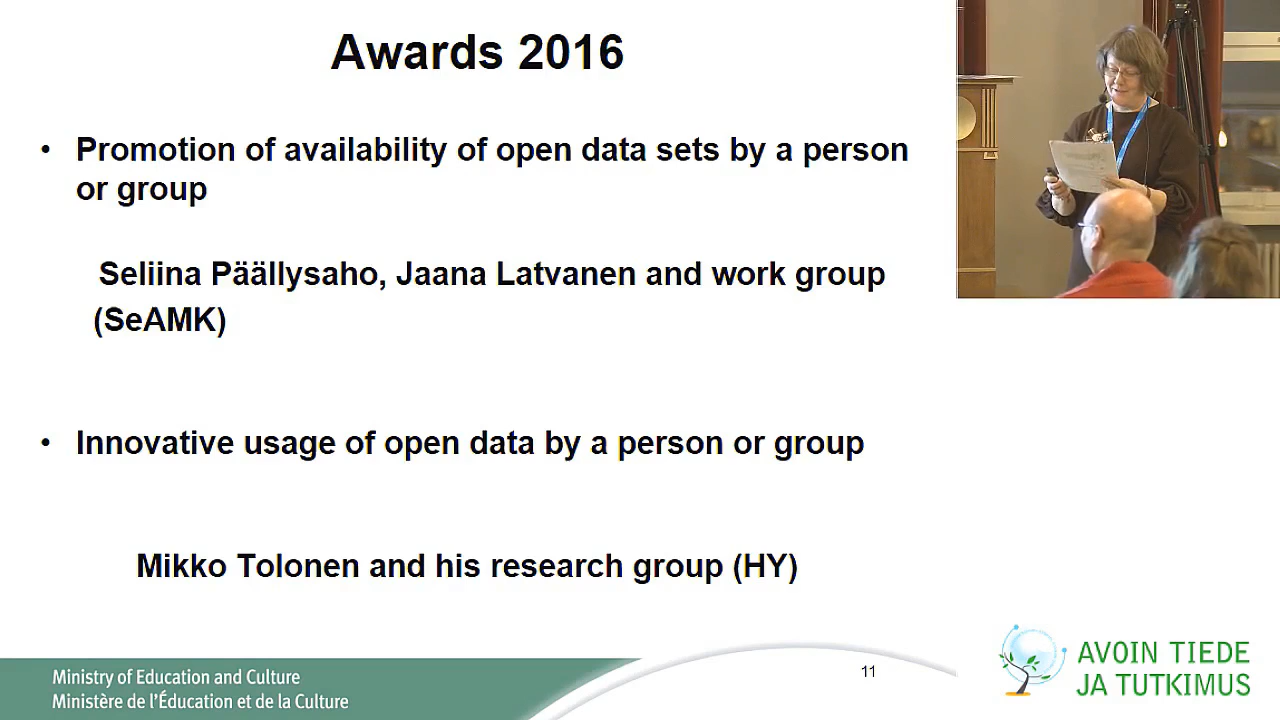 Awards 2016
• Promotion of availability of open data sets by a person
or group
Seliina Päällysaho, Jaana Latvanen and work group
(SeAMK)
• Innovative usage of open data by a person or group
Mikko Tolonen and his research group (HY)
Ministry of Education and Culture
Ministère de l'Éducation et de la Culture
11
AVOIN TIEDE
JA TUTKIMUS